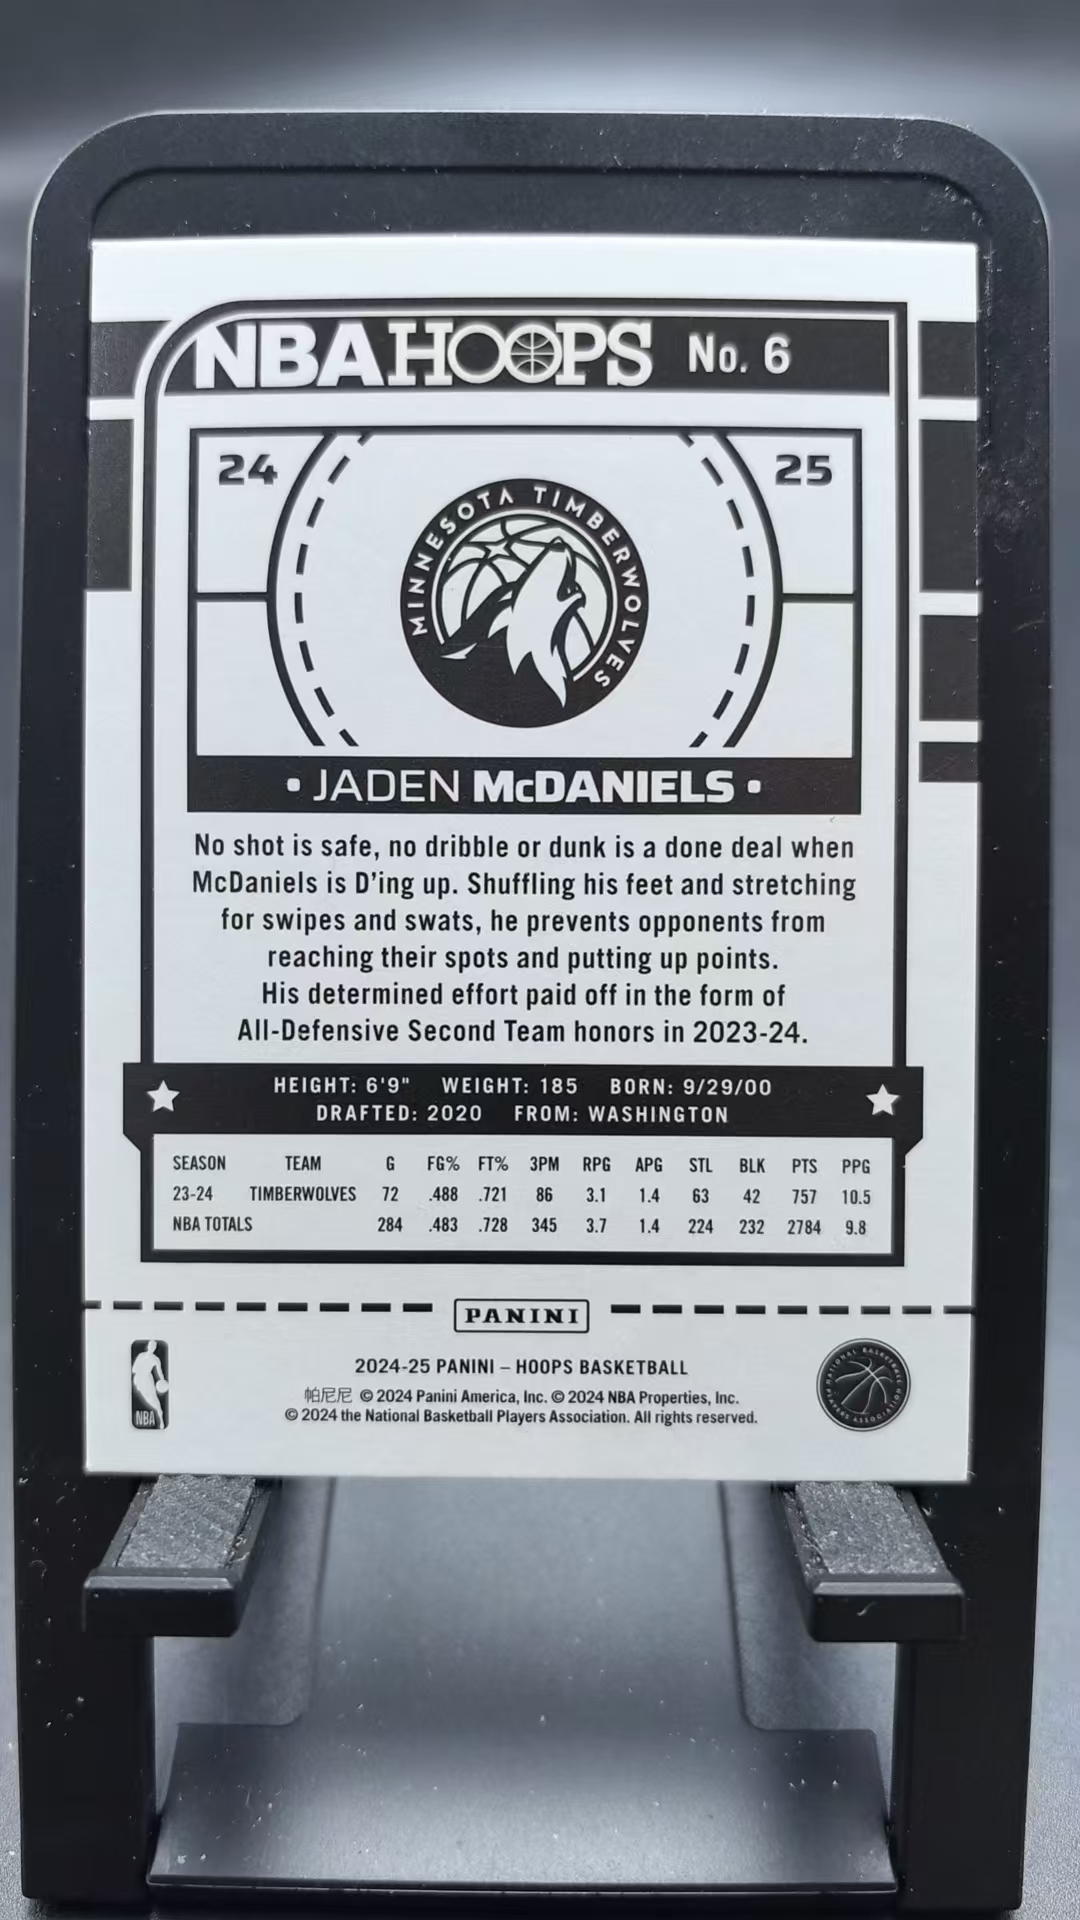 NBA HOOPS No. 6
24 25
MINNESOTA TIMBERWOLVES
• JADEN McDANIELS •
No shot is safe, no dribble or dunk is a done deal when
McDaniels is D'ing up. Shuffling his feet and stretching
for swipes and swats, he prevents opponents from
reaching their spots and putting up points.
His determined effort paid off in the form of
All-Defensive Second Team honors in 2023-24.
HEIGHT: 6'9" WEIGHT: 185 BORN: 9/29/00
DRAFTED: 2020 FROM: WASHINGTON
SEASON TEAM G FG% FT% 3PM RPG APG STL BLK PTS PPG
23-24 TIMBERWOLVES 72 .488 .721 86 3.1 1.4 63 42 757 10.5
NBA TOTALS 284 .483 .728 345 3.7 1.4 224 232 2784 9.8
PANINI
2024-25 PANINI – HOOPS BASKETBALL
帕尼尼 © 2024 Panini America, Inc. © 2024 NBA Properties, Inc.
© 2024 the National Basketball Players Association. All rights reserved.
NBA
NATIONAL BASKETBALL PLAYERS ASSOCIATION